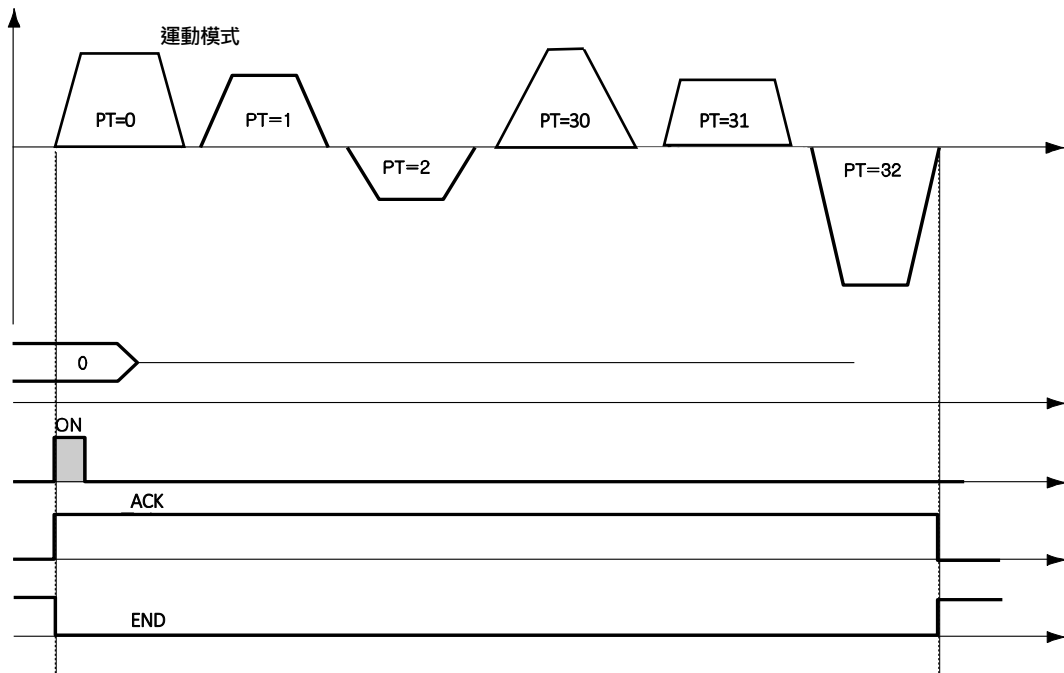 運動模式
PT=0
PT=1
PT=2
PT=30
PT=31
PT=32
0
ON
ACK
END